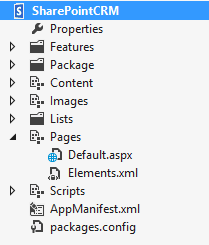 SharePointCRM
Properties
Features
Package
Content
Images
Lists
Pages
Default.aspx
Elements.xml
Scripts
AppManifest.xml
packages.config